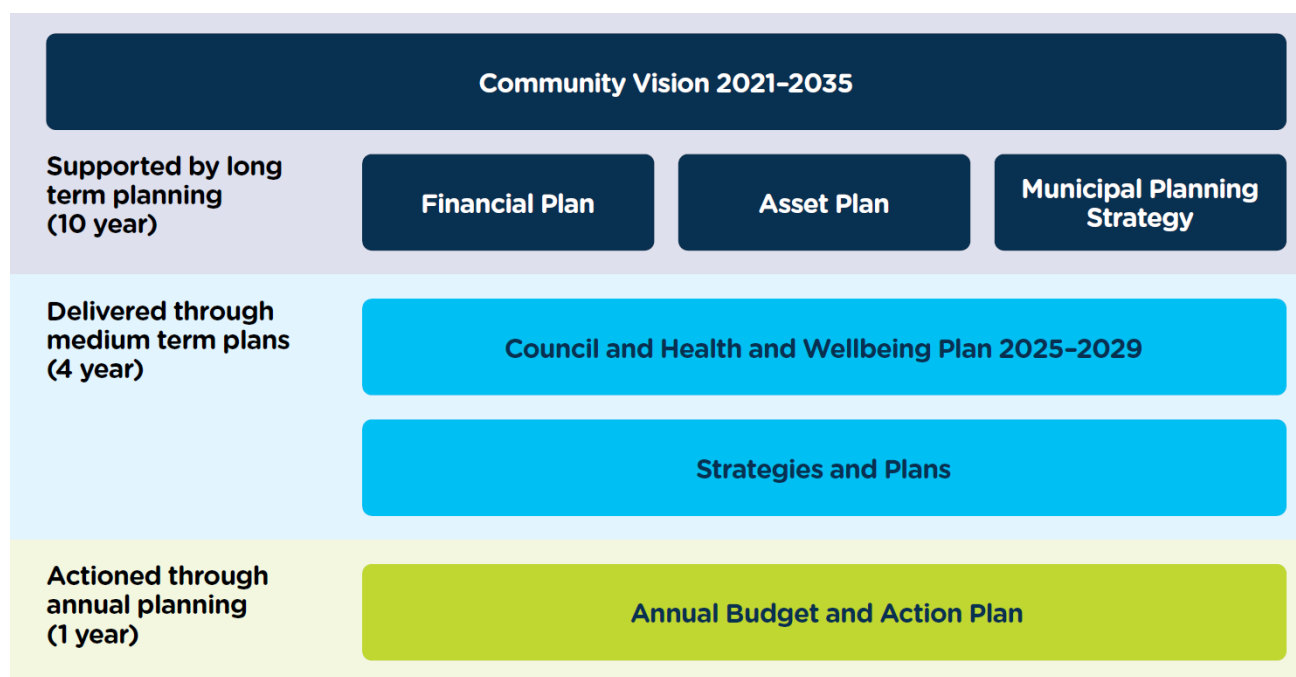 Community Vision 2021–2035
Supported by long
term planning
(10 year)
Financial Plan
Asset Plan
Municipal Planning
Strategy
Delivered through
medium term plans
(4 year)
Council and Health and Wellbeing Plan 2025–2029
Strategies and Plans
Actioned through
annual planning
(1 year)
Annual Budget and Action Plan